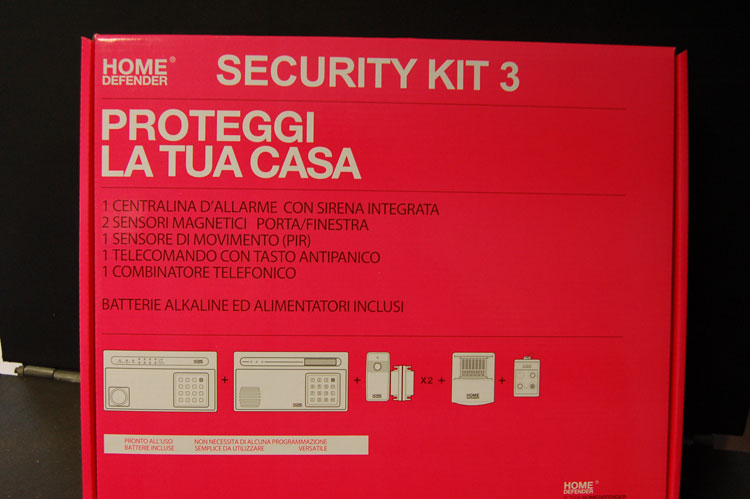 HOME®
DEFENDER
SECURITY KIT 3
PROTEGGI
LA TUA CASA
1 CENTRALINA D'ALLARME CON SIRENA INTEGRATA
2 SENSORI MAGNETICI PORTA/FINESTRA
1 SENSORE DI MOVIMENTO (PIR)
1 TELECOMANDO CON TASTO ANTIPANICO
1 COMBINATORE TELEFONICO
BATTERIE ALKALINE ED ALIMENTATORI INCLUSI
+ + X2 + +
HOME
DEFENDER
PRONTO ALL'USO NON NECESSITA DI ALCUNA PROGRAMMAZIONE
BATTERIE INCLUSE SEMPLICE DA UTILIZZARE VERSATILE
HOME®
DEFENDER